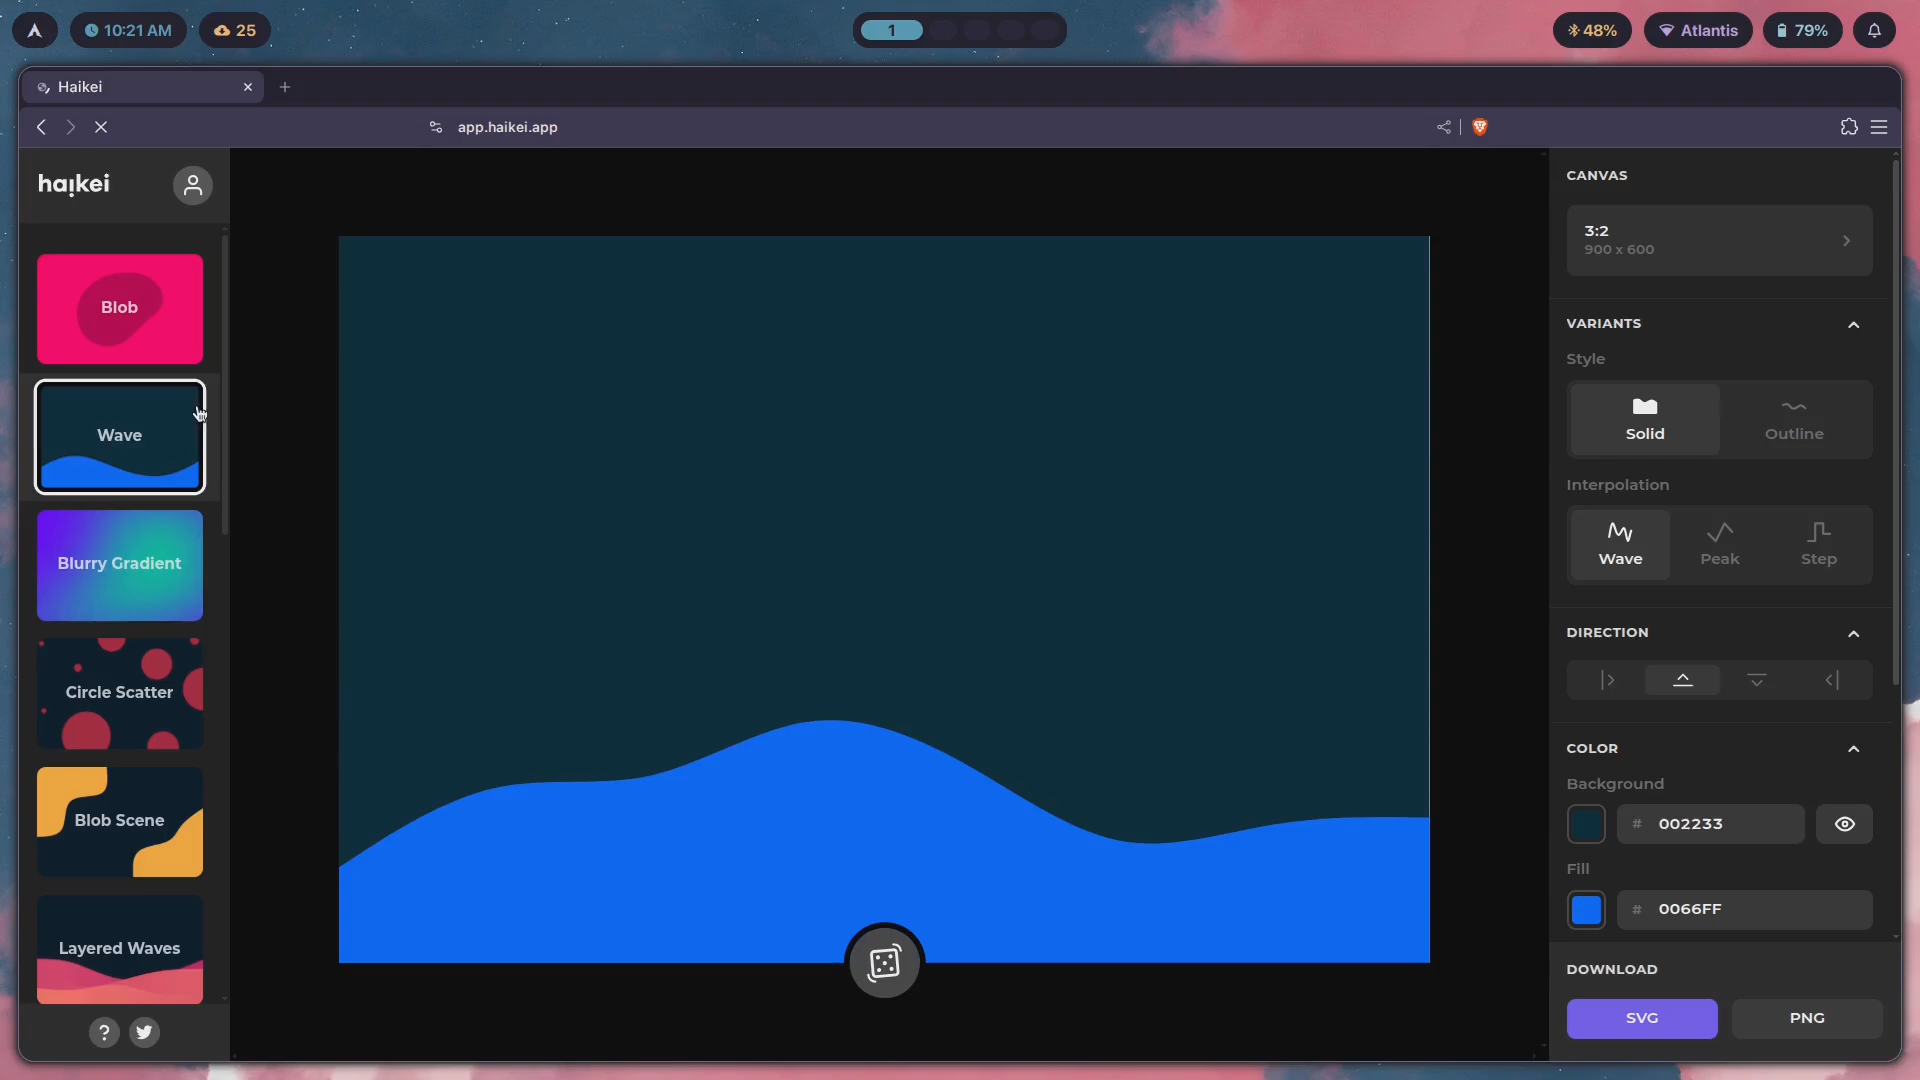 10:21 AM
25
1
48%
Atlantis
79%
Haikei
app.haikei.app
haikei
Blob
Wave
Blurry Gradient
Circle Scatter
Blob Scene
Layered Waves
?
CANVAS
3:2
900 x 600
VARIANTS
Style
Solid
Outline
Interpolation
Wave
Peak
Step
DIRECTION
COLOR
Background
# 002233
Fill
# 0066FF
DOWNLOAD
SVG
PNG